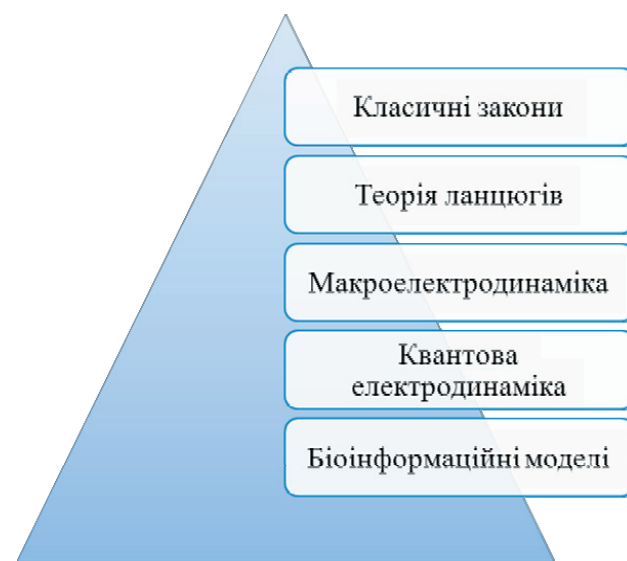 Класичні закони
Теорія ланцюгів
Макроелектродинаміка
Квантова
електродинаміка
Біоінформаційні моделі